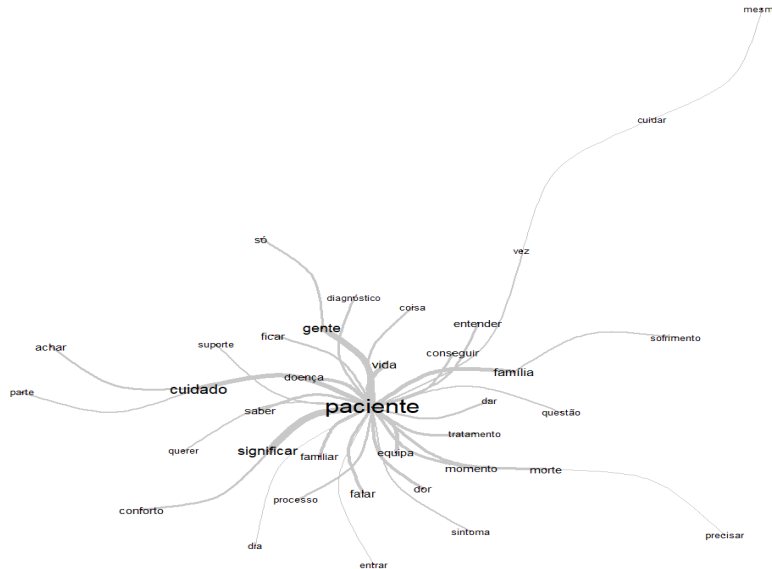 mesm
cuidar
só
vez
diagnóstico
coisa
gente
entender
ficar
sofrimento
achar
suporte
conseguir
vida
família
doença
parte
cuidado
paciente
dar
saber
questão
tratamento
querer
significar
familiar
equipa
momento
morte
processo
falar
dor
conforto
sintoma
precisar
dia
entrar